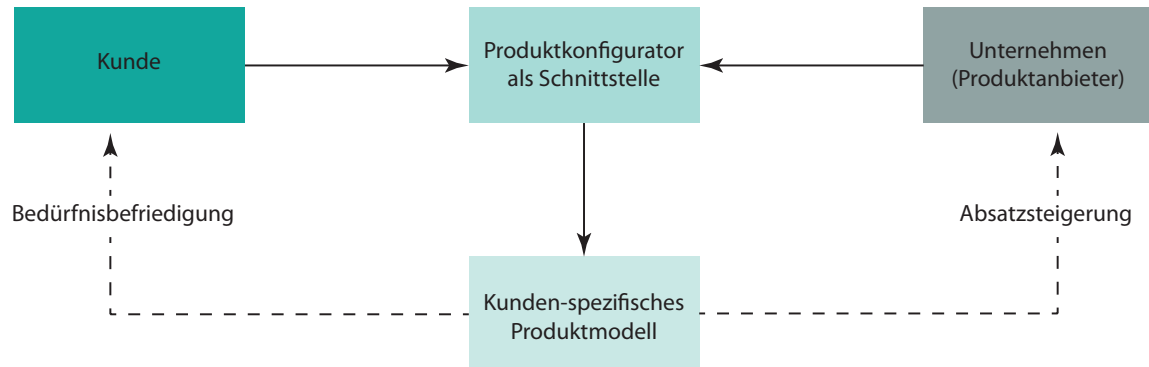 Kunde
Produktkonfigurator
als Schnittstelle
Unternehmen
(Produktanbieter)
Bedürfnisbefriedigung
Absatzsteigerung
Kunden-spezifisches
Produktmodell